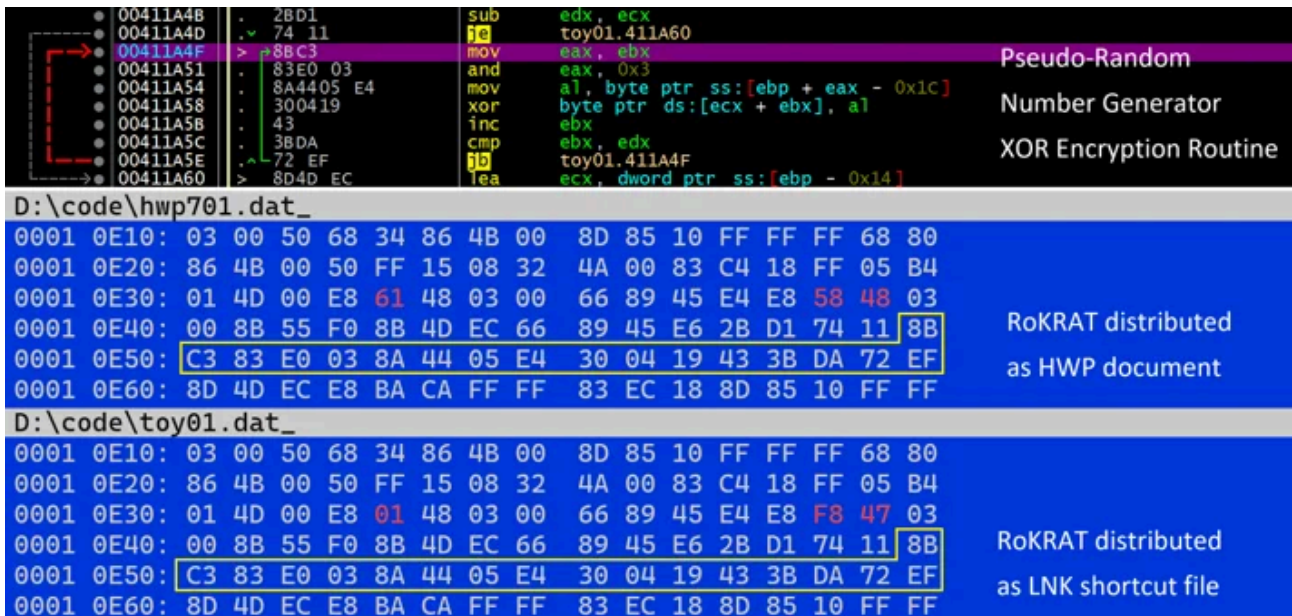 00411A4B . 2BD1 sub edx, ecx
00411A4D . 74 11 je toy01.411A60
00411A4F > 8BC3 mov eax, ebx
00411A51 . 83E0 03 and eax, 0x3
00411A54 . 8A4405 E4 mov al, byte ptr ss:[ebp + eax - 0x1C]
00411A58 . 300419 xor byte ptr ds:[ecx + ebx], al
00411A5B . 43 inc ebx
00411A5C . 3BDA cmp ebx, edx
00411A5E . 72 EF jb toy01.411A4F
00411A60 > 8D4D EC lea ecx, dword ptr ss:[ebp - 0x14]
Pseudo-Random
Number Generator
XOR Encryption Routine
D:\code\hwp701.dat_
0001 0E10: 03 00 50 68 34 86 4B 00 8D 85 10 FF FF FF 68 80
0001 0E20: 86 4B 00 50 FF 15 08 32 4A 00 83 C4 18 FF 05 B4
0001 0E30: 01 4D 00 E8 61 48 03 00 66 89 45 E4 E8 58 48 03
0001 0E40: 00 8B 55 F0 8B 4D EC 66 89 45 E6 2B D1 74 11 8B
0001 0E50: C3 83 E0 03 8A 44 05 E4 30 04 19 43 3B DA 72 EF
0001 0E60: 8D 4D EC E8 BA CA FF FF 83 EC 18 8D 85 10 FF FF
RoKRAT distributed
as HWP document
D:\code\toy01.dat_
0001 0E10: 03 00 50 68 34 86 4B 00 8D 85 10 FF FF FF 68 80
0001 0E20: 86 4B 00 50 FF 15 08 32 4A 00 83 C4 18 FF 05 B4
0001 0E30: 01 4D 00 E8 01 48 03 00 66 89 45 E4 E8 F8 47 03
0001 0E40: 00 8B 55 F0 8B 4D EC 66 89 45 E6 2B D1 74 11 8B
0001 0E50: C3 83 E0 03 8A 44 05 E4 30 04 19 43 3B DA 72 EF
0001 0E60: 8D 4D EC E8 BA CA FF FF 83 EC 18 8D 85 10 FF FF
RoKRAT distributed
as LNK shortcut file